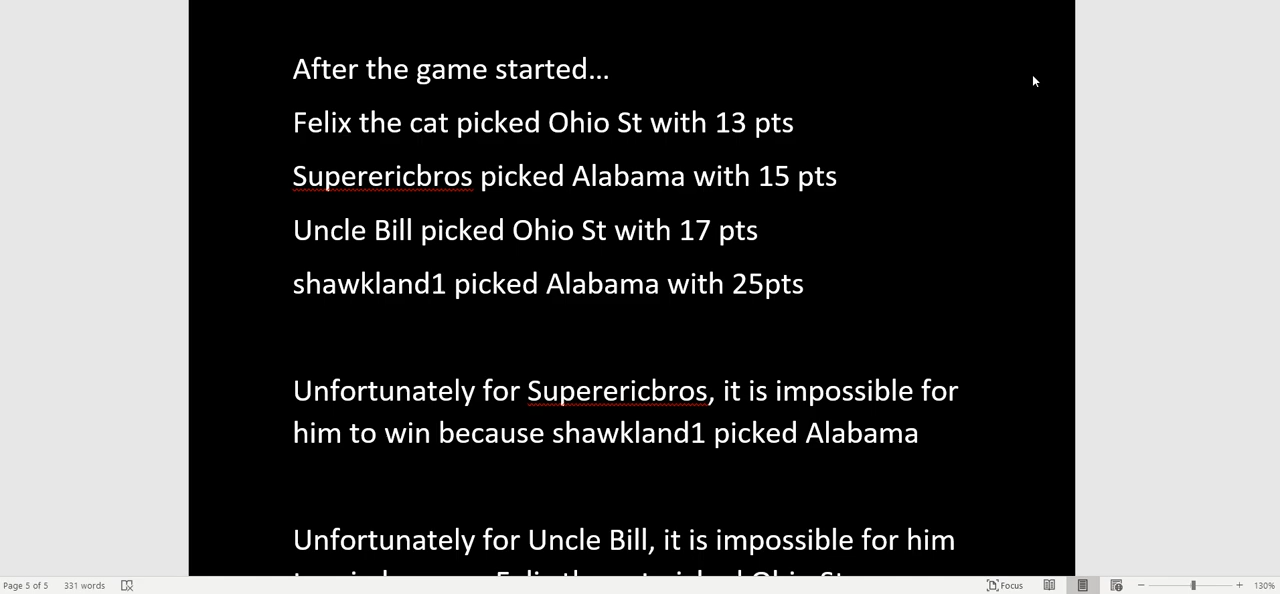 After the game started...
Felix the cat picked Ohio St with 13 pts
Superericbros picked Alabama with 15 pts
Uncle Bill picked Ohio St with 17 pts
shawkland1 picked Alabama with 25pts
Unfortunately for Superericbros, it is impossible for
him to win because shawkland1 picked Alabama
Unfortunately for Uncle Bill, it is impossible for him
Page 5 of 5 331 words Focus 130%